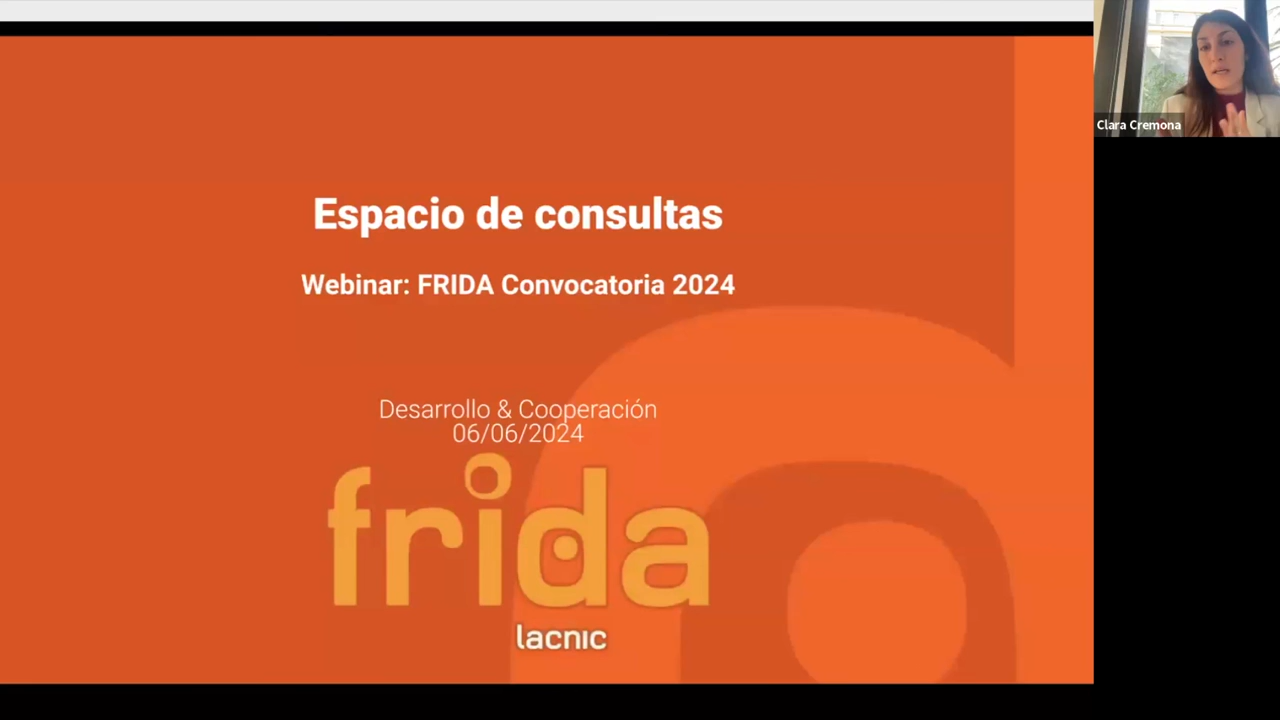 Espacio de consultas
Webinar: FRIDA Convocatoria 2024
Desarrollo & Cooperación
06/06/2024
frida
lacnic
Clara Cremona